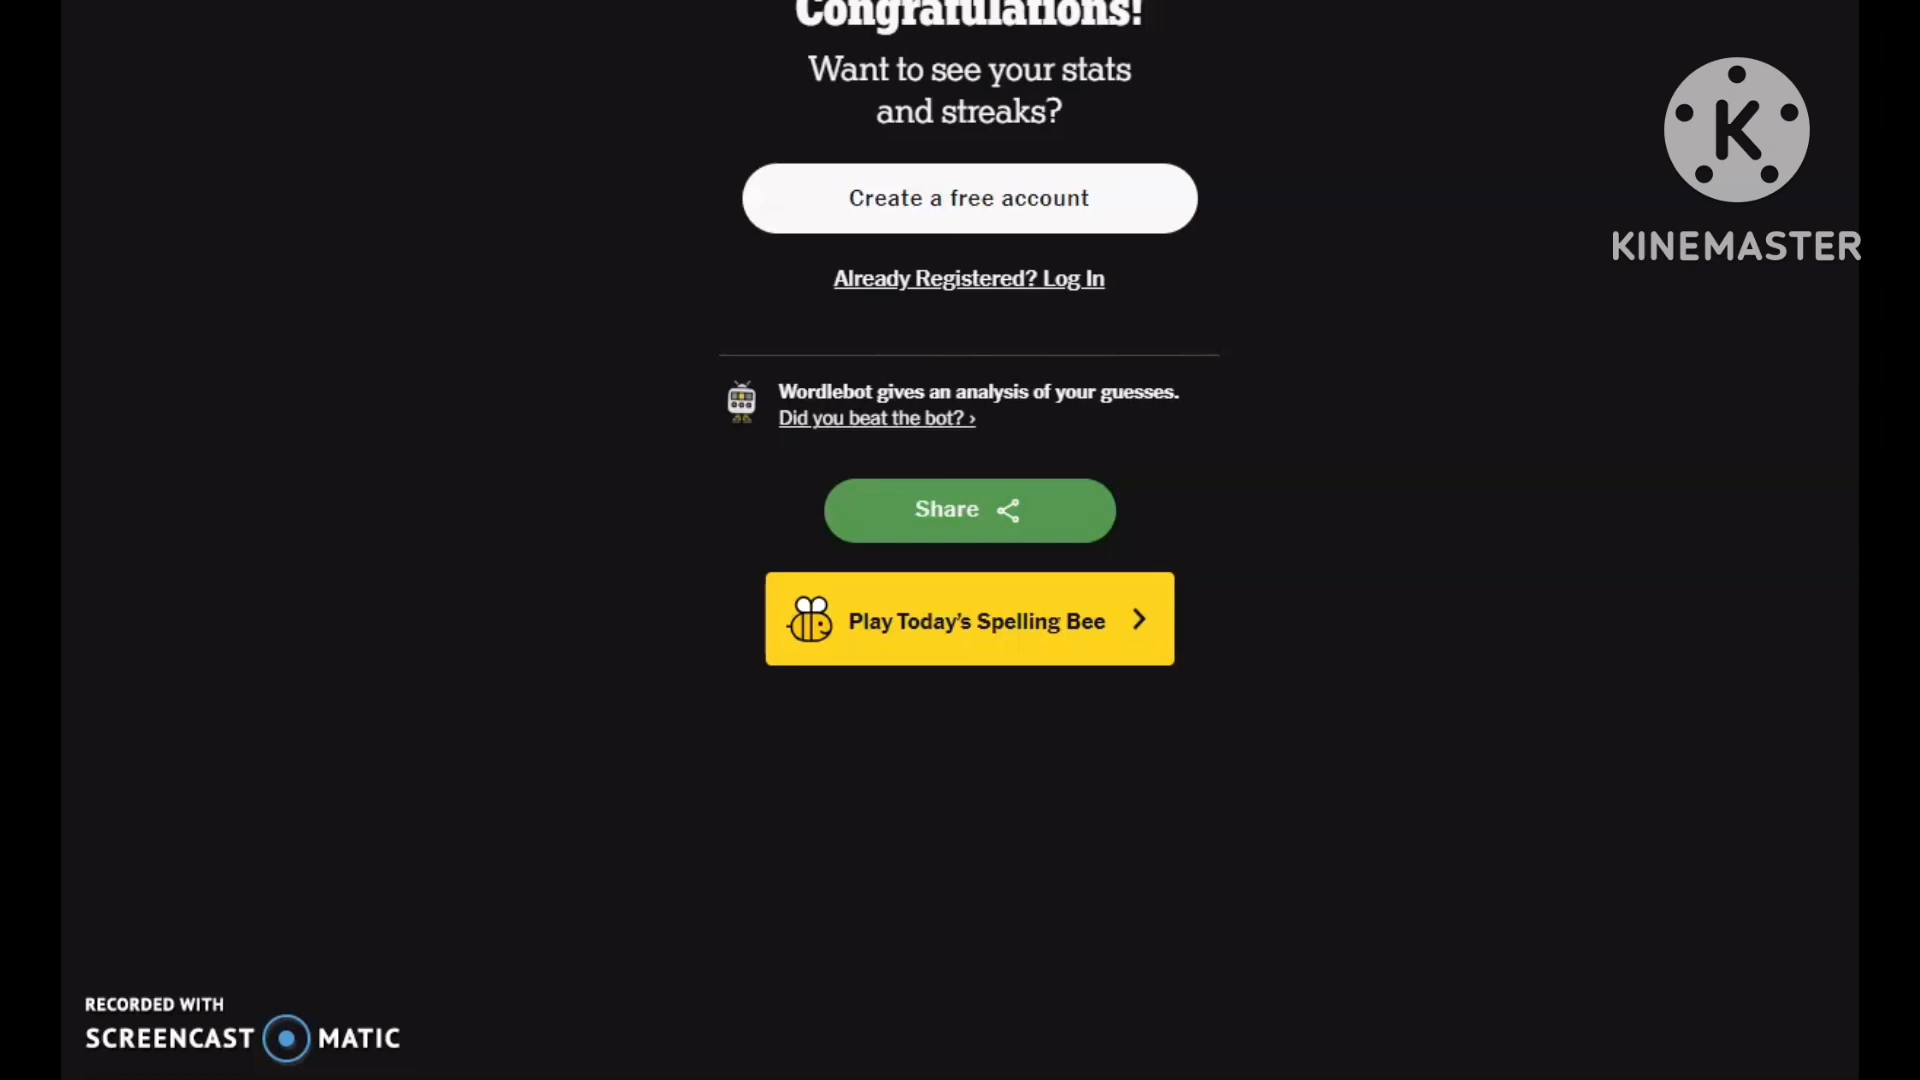 Congratulations!
Want to see your stats
and streaks?
Create a free account
Already Registered? Log In
Wordlebot gives an analysis of your guesses.
Did you beat the bot? ›
Share
Play Today's Spelling Bee
K
KINEMASTER
RECORDED WITH
SCREENCAST MATIC